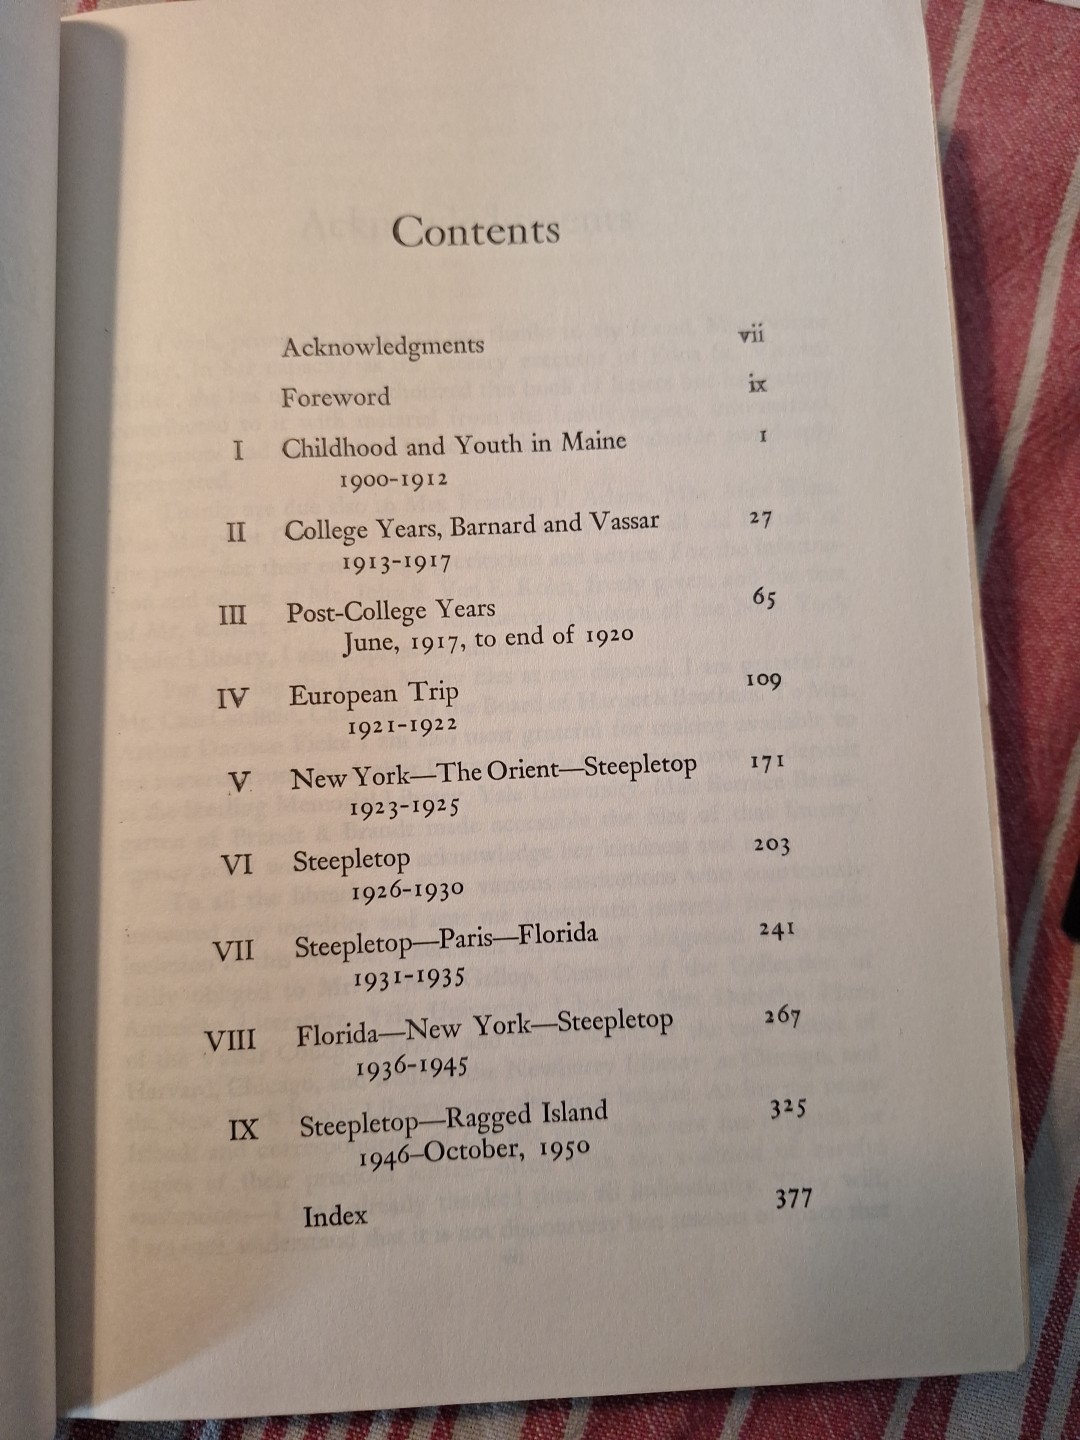 Contents
Acknowledgments vii
Foreword ix
I Childhood and Youth in Maine 1
1900-1912
II College Years, Barnard and Vassar 27
1913-1917
III Post-College Years 65
June, 1917, to end of 1920
IV European Trip 109
1921-1922
V New York—The Orient—Steepletop 171
1923-1925
VI Steepletop 203
1926-1930
VII Steepletop—Paris—Florida 241
1931-1935
VIII Florida—New York—Steepletop 267
1936-1945
IX Steepletop—Ragged Island 325
1946–October, 1950
Index 377